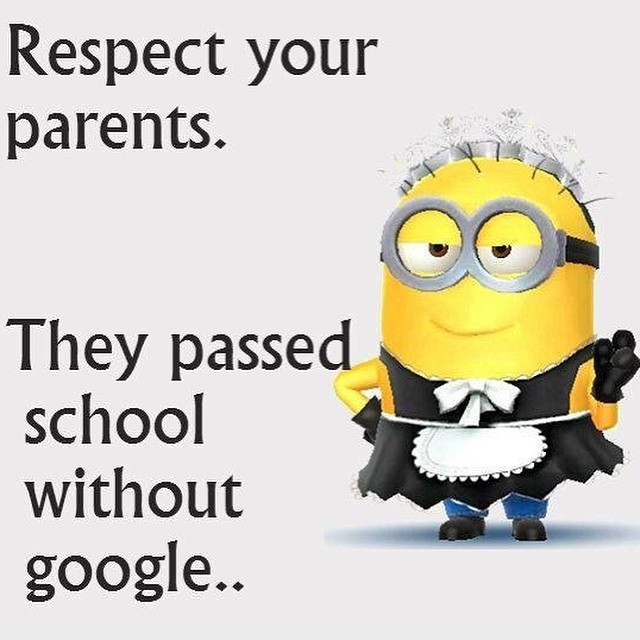 Respect your
parents.
They passed
school
without
google..